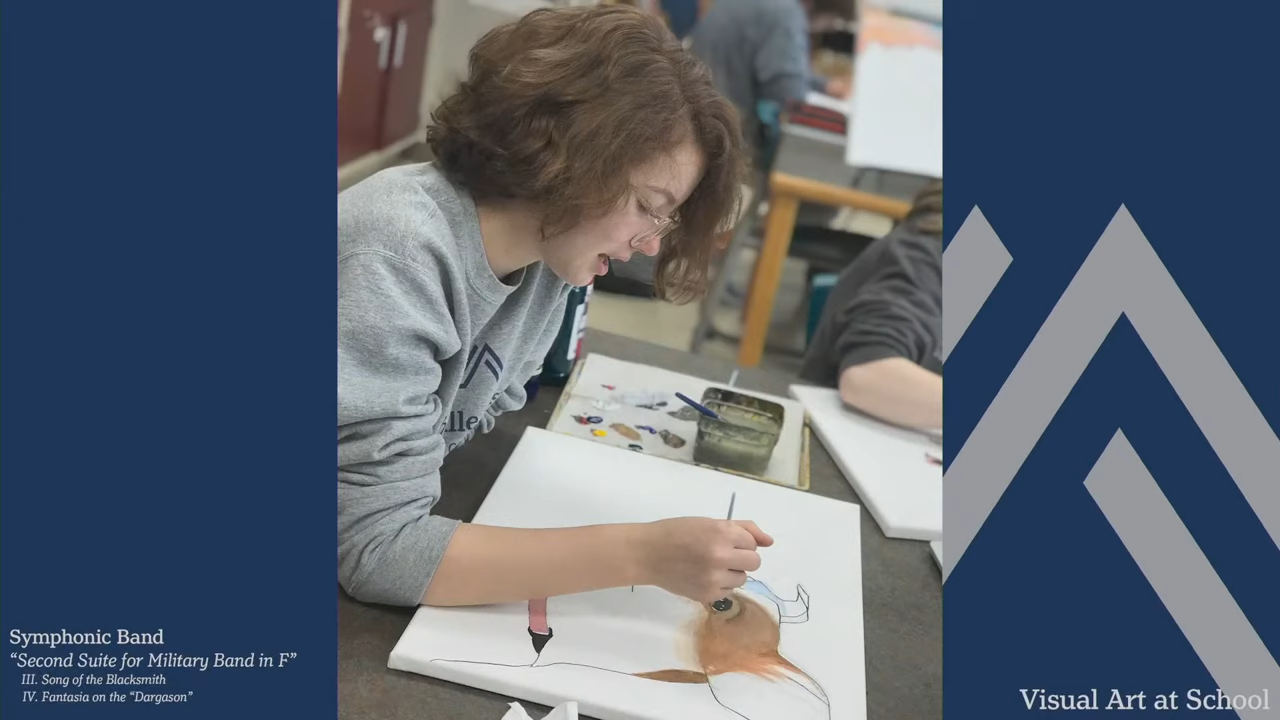 Symphonic Band
“Second Suite for Military Band in F”
III. Song of the Blacksmith
IV. Fantasia on the “Dargason”
Visual Art at School